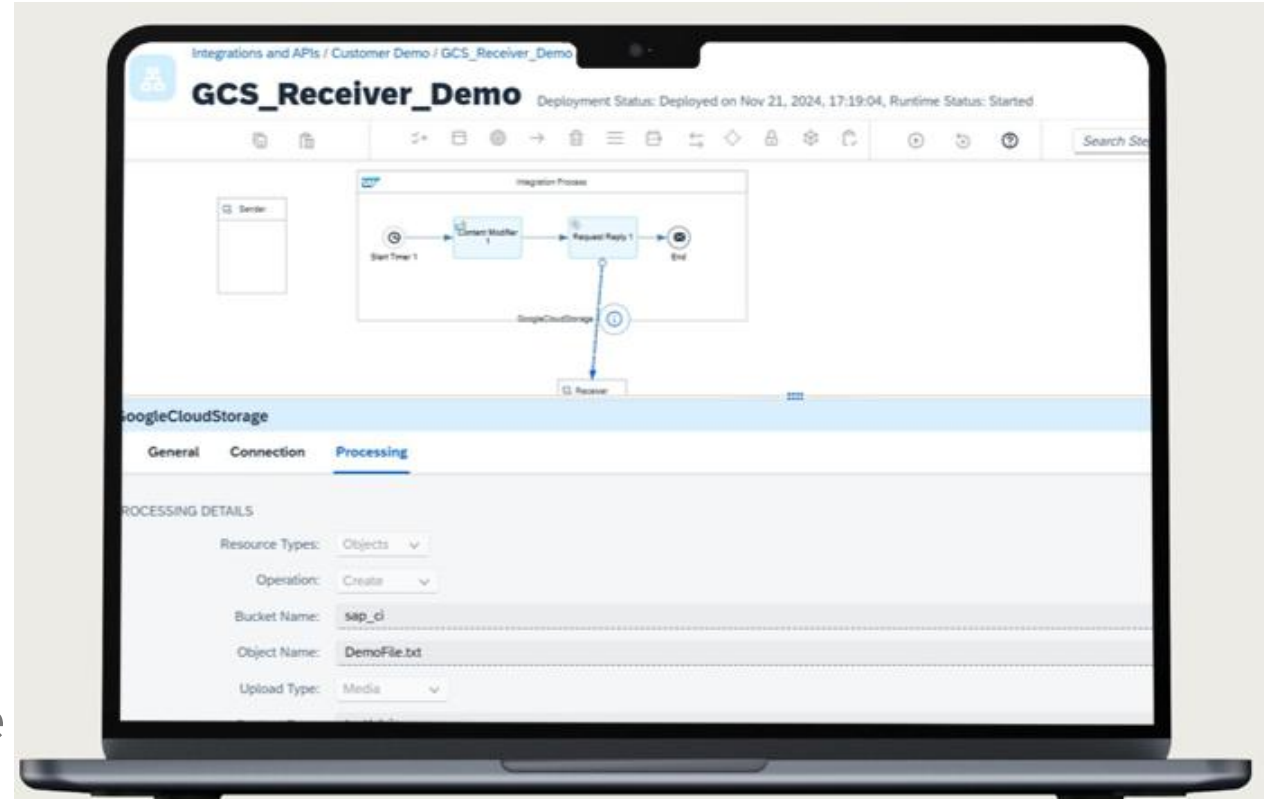 Integrations and APIs / Customer Demo / GCS_Receiver_Demo
GCS_Receiver_Demo Deployment Status: Deployed on Nov 21, 2024, 17:19:04, Runtime Status: Started
Search Ste
SAP
Integration Process
Sender
Content Modifier
1
Request Reply 1
Start Timer 1
End
GoogleCloudStorage
Receiver
oogleCloudStorage
General Connection Processing
ROCESSING DETAILS
Resource Types: Objects
Operation: Create
Bucket Name: sap_ci
Object Name: DemoFile.txt
Upload Type: Media
e